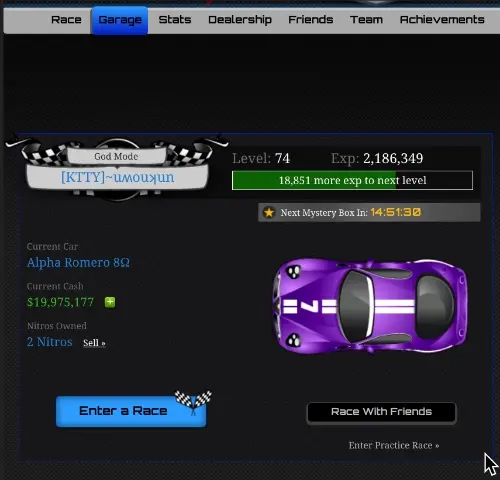 Race Garage Stats Dealership Friends Team Achievements
God Mode
[KTTY]~uʍouʞun
Level: 74 Exp: 2,186,349
18,851 more exp to next level
Next Mystery Box In: 14:51:30
Current Car
Alpha Romero 8Ω
Current Cash
$19,975,177
Nitros Owned
2 Nitros Sell »
7
Enter a Race
Race With Friends
Enter Practice Race »